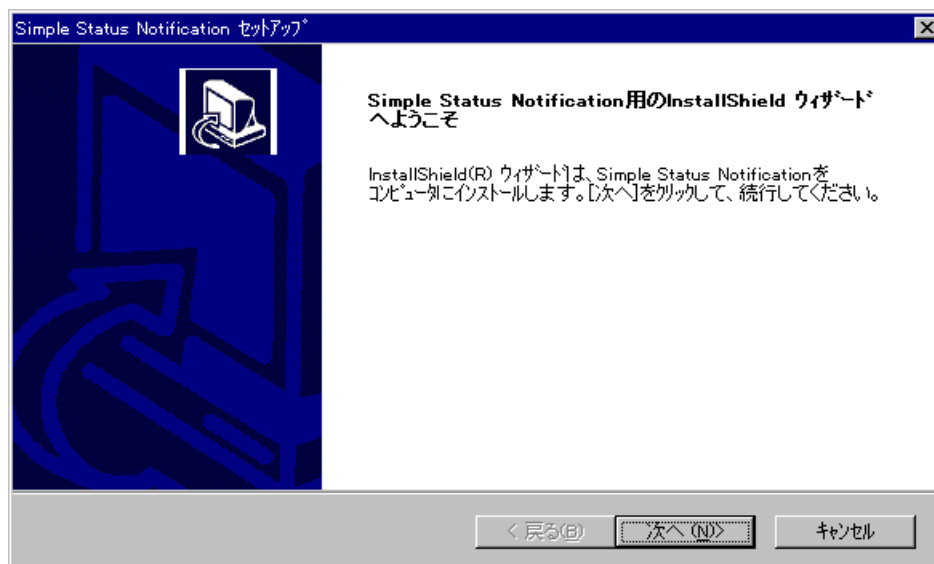 Simple Status Notification ｾｯﾄｱｯﾌﾟ
Simple Status Notification用のInstallShield ｳｨｻﾞｰﾄﾞ
へようこそ
InstallShield(R) ｳｨｻﾞｰﾄﾞは、Simple Status Notificationを
ｺﾝﾋﾟｭｰﾀにｲﾝｽﾄｰﾙします。[次へ]をｸﾘｯｸして、続行してください。
< 戻る(B)
次へ (N)>
ｷｬﾝｾﾙ